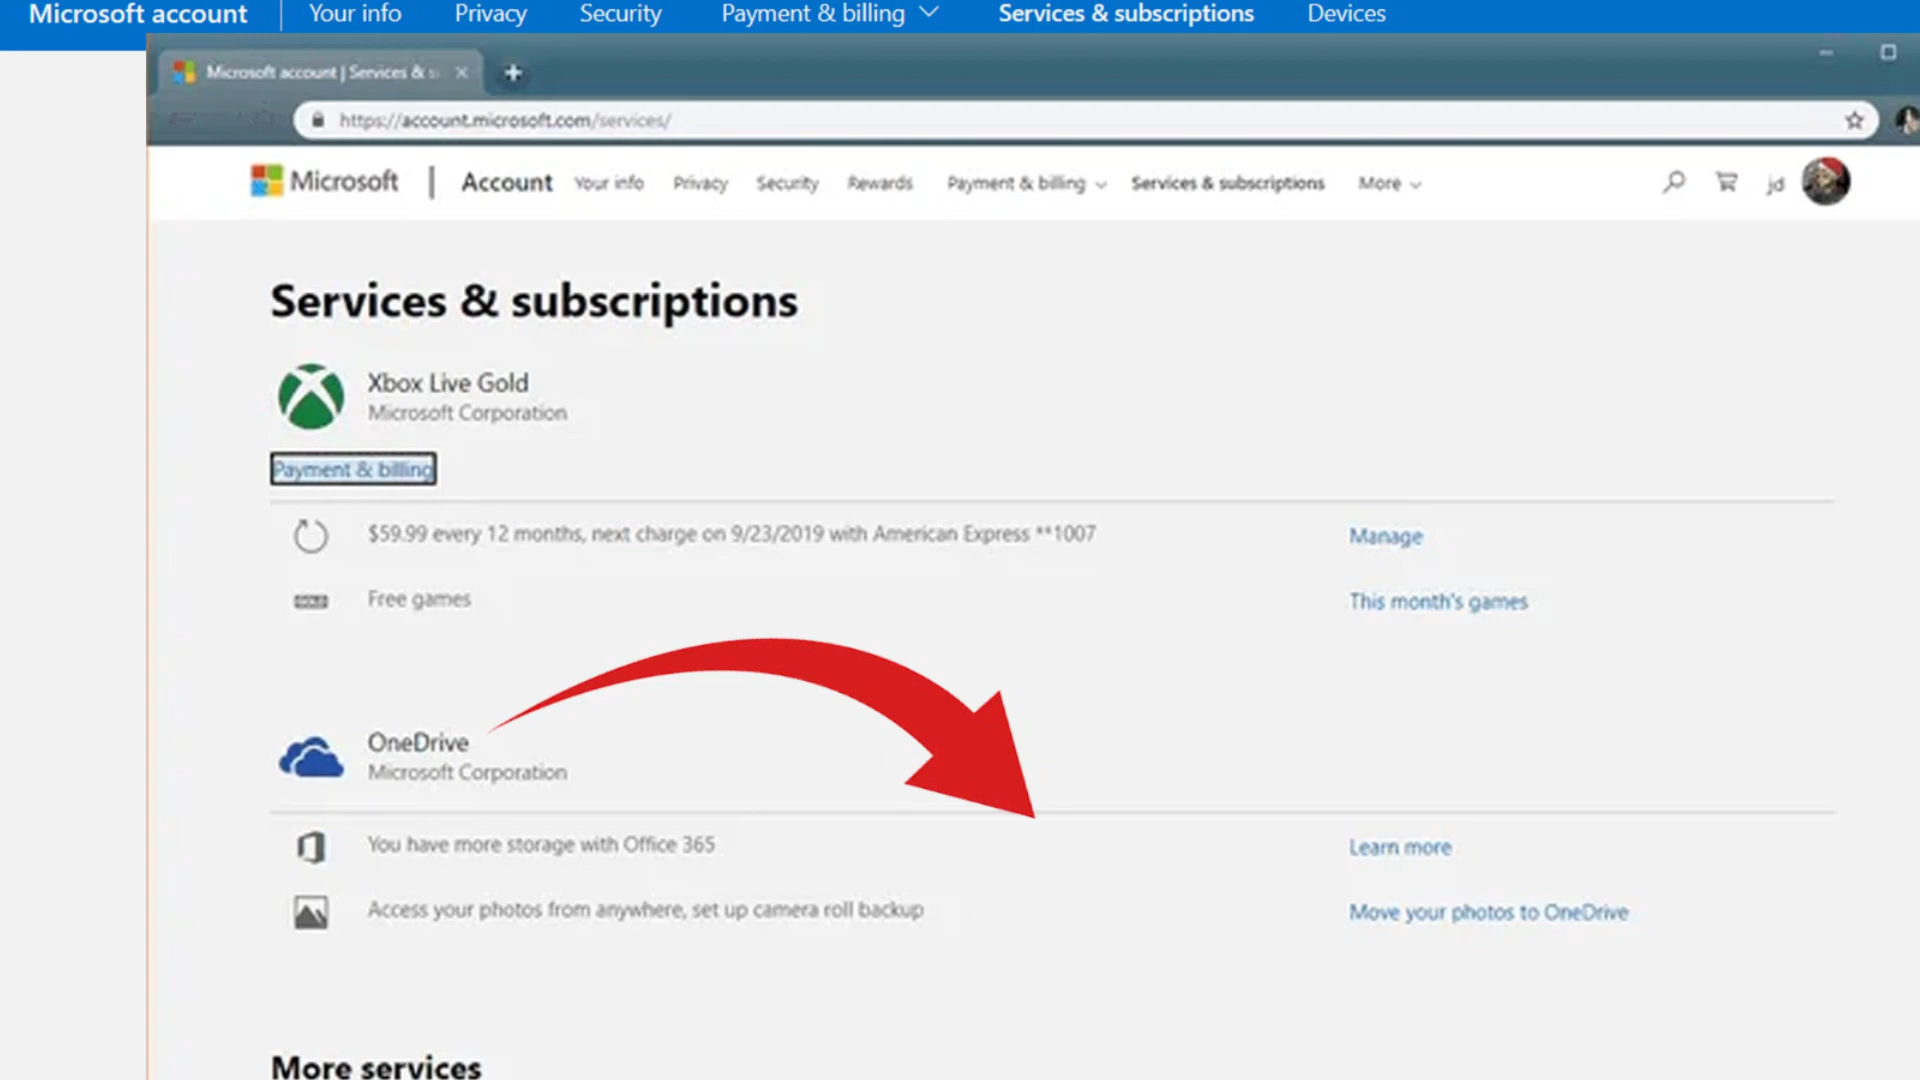 Microsoft account | Your info Privacy Security Payment & billing Services & subscriptions Devices
Microsoft account | Services & s
https://account.microsoft.com/services/
Microsoft | Account Your info Privacy Security Rewards Payment & billing Services & subscriptions More jd
Services & subscriptions
Xbox Live Gold
Microsoft Corporation
Payment & billing
$59.99 every 12 months, next charge on 9/23/2019 with American Express **1007 Manage
GOLD Free games This month's games
OneDrive
Microsoft Corporation
You have more storage with Office 365 Learn more
Access your photos from anywhere, set up camera roll backup Move your photos to OneDrive
More services